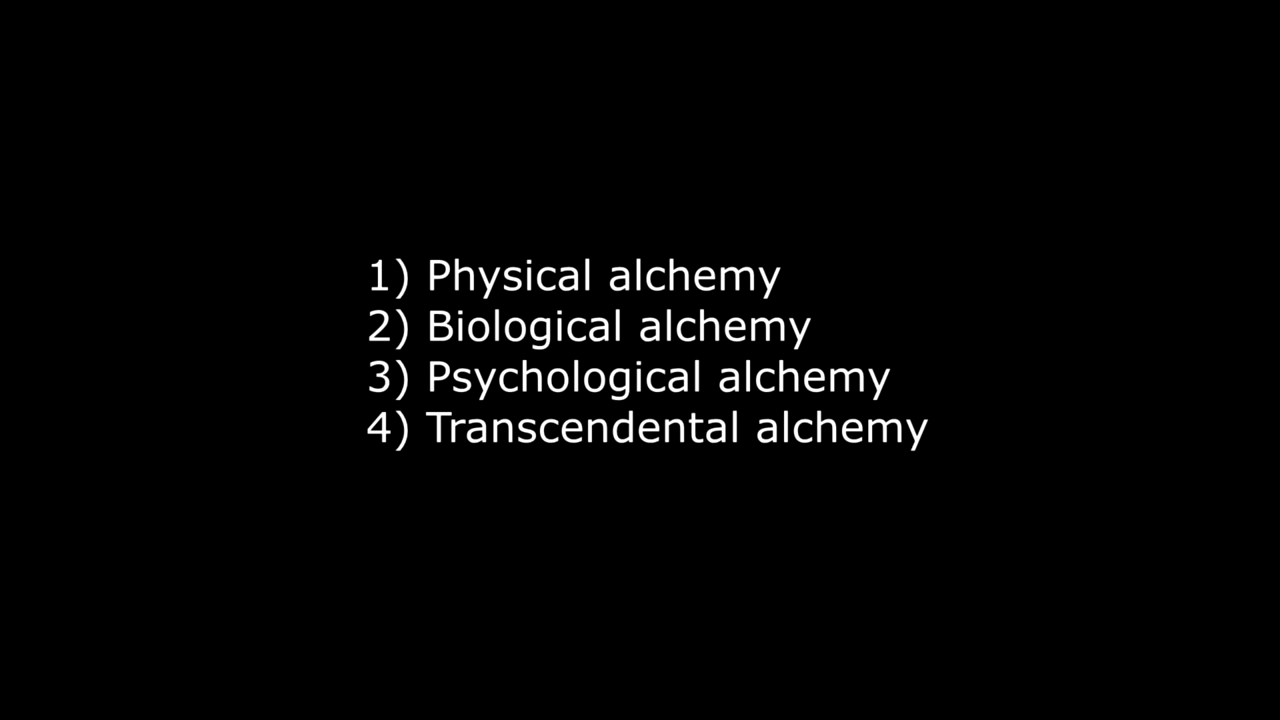 1) Physical alchemy
2) Biological alchemy
3) Psychological alchemy
4) Transcendental alchemy